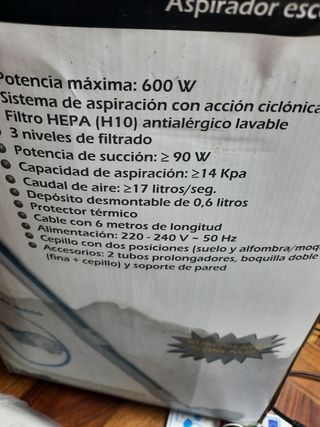 Aspirador esc
Potencia máxima: 600 W
Sistema de aspiración con acción ciclónica
Filtro HEPA (H10) antialérgico lavable
3 niveles de filtrado
Potencia de succión: ≥ 90 W
Capacidad de aspiración: ≥14 Kpa
Caudal de aire: ≥17 litros/seg.
Depósito desmontable de 0,6 litros
Protector térmico
Cable con 6 metros de longitud
Alimentación: 220 - 240 V ~ 50 Hz
Cepillo con dos posiciones (suelo y alfombra/moq
Accesorios: 2 tubos prolongadores, boquilla doble
(fina + cepillo) y soporte de pared